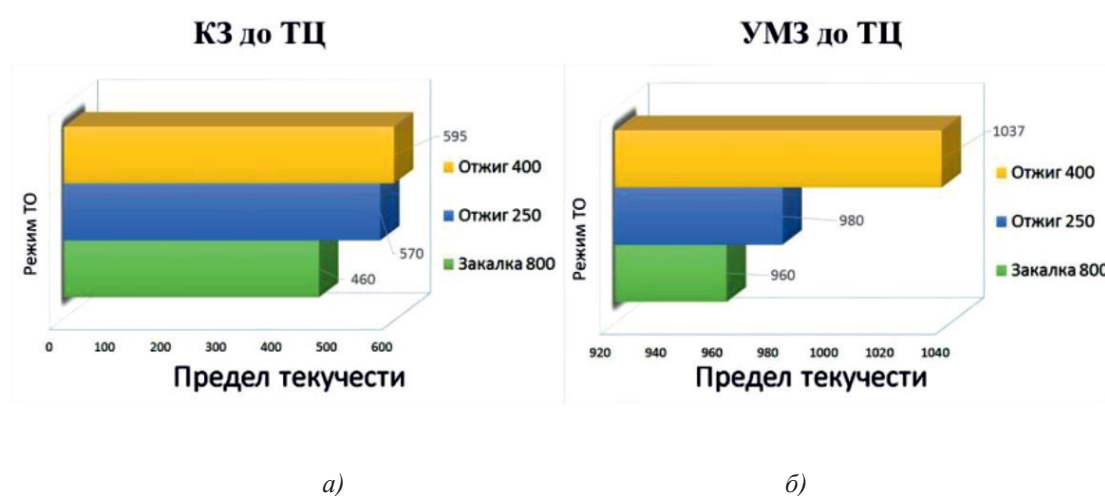 КЗ до ТЦ
595
Отжиг 400
Отжиг 250
Закалка 800
570
460
Режим ТО
0 100 200 300 400 500 600
Предел текучести
а)
УМЗ до ТЦ
1037
Отжиг 400
Отжиг 250
Закалка 800
980
960
Режим ТО
920 940 960 980 1000 1020 1040
Предел текучести
б)